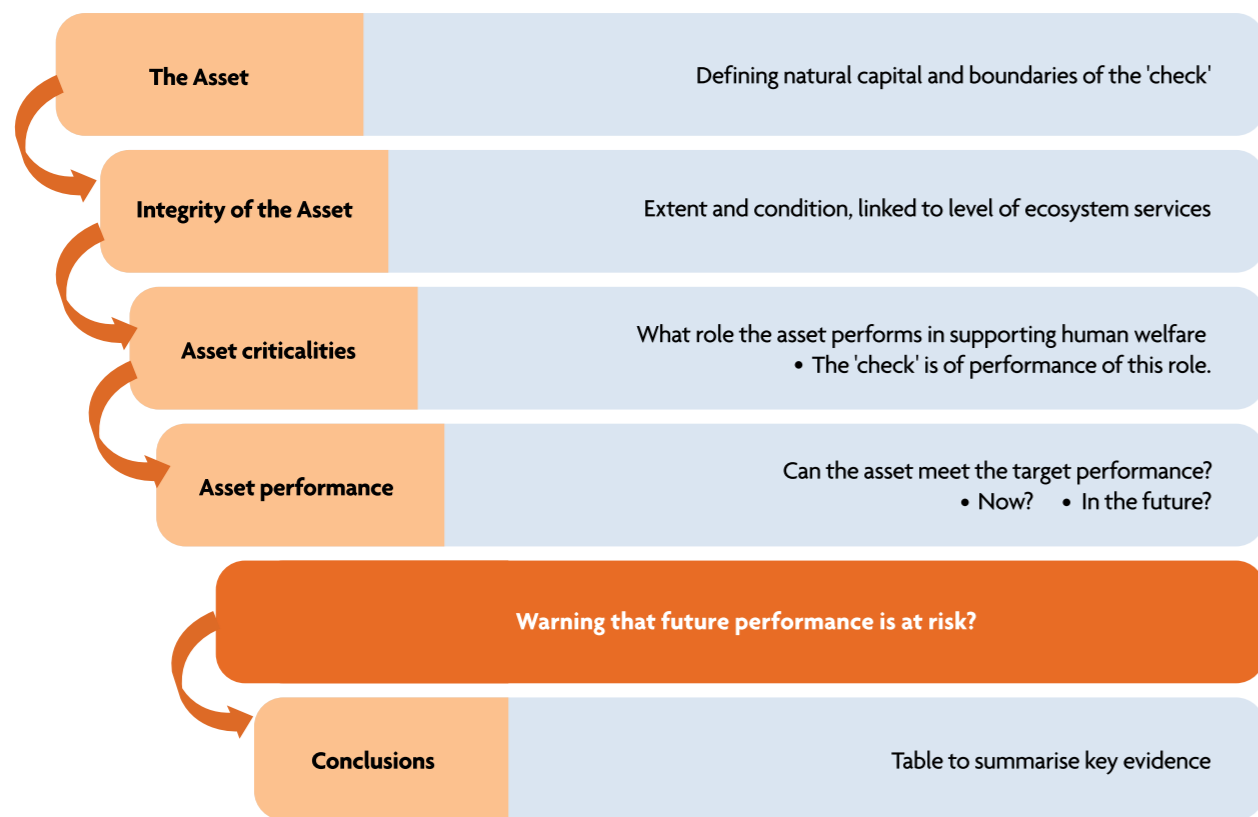 The Asset
Defining natural capital and boundaries of the 'check'
Integrity of the Asset
Extent and condition, linked to level of ecosystem services
Asset criticalities
What role the asset performs in supporting human welfare
• The 'check' is of performance of this role.
Asset performance
Can the asset meet the target performance?
• Now? • In the future?
Warning that future performance is at risk?
Conclusions
Table to summarise key evidence